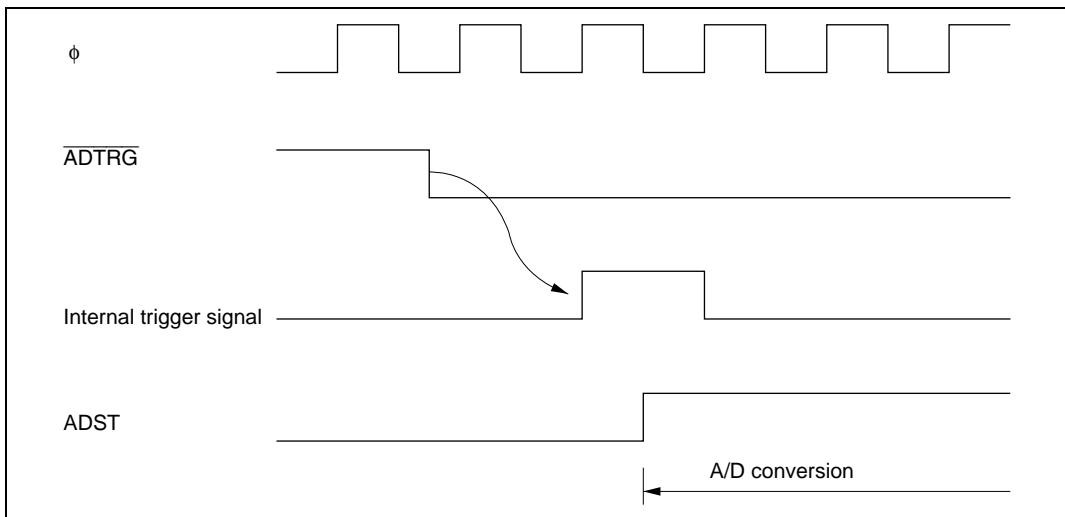 ϕ
ADTRG
Internal trigger signal
ADST
A/D conversion